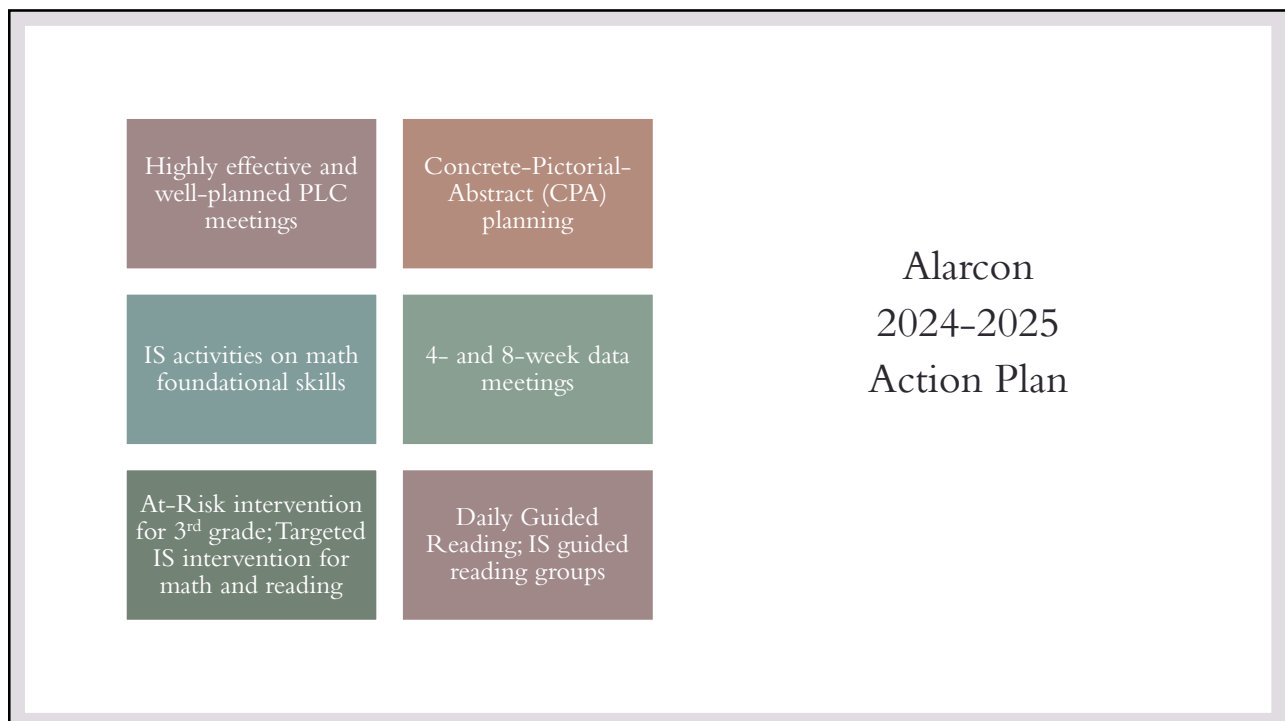 Highly effective and
well-planned PLC
meetings
Concrete-Pictorial-
Abstract (CPA)
planning
IS activities on math
foundational skills
4- and 8-week data
meetings
At-Risk intervention
for 3rd grade; Targeted
IS intervention for
math and reading
Daily Guided
Reading; IS guided
reading groups
Alarcon
2024-2025
Action Plan